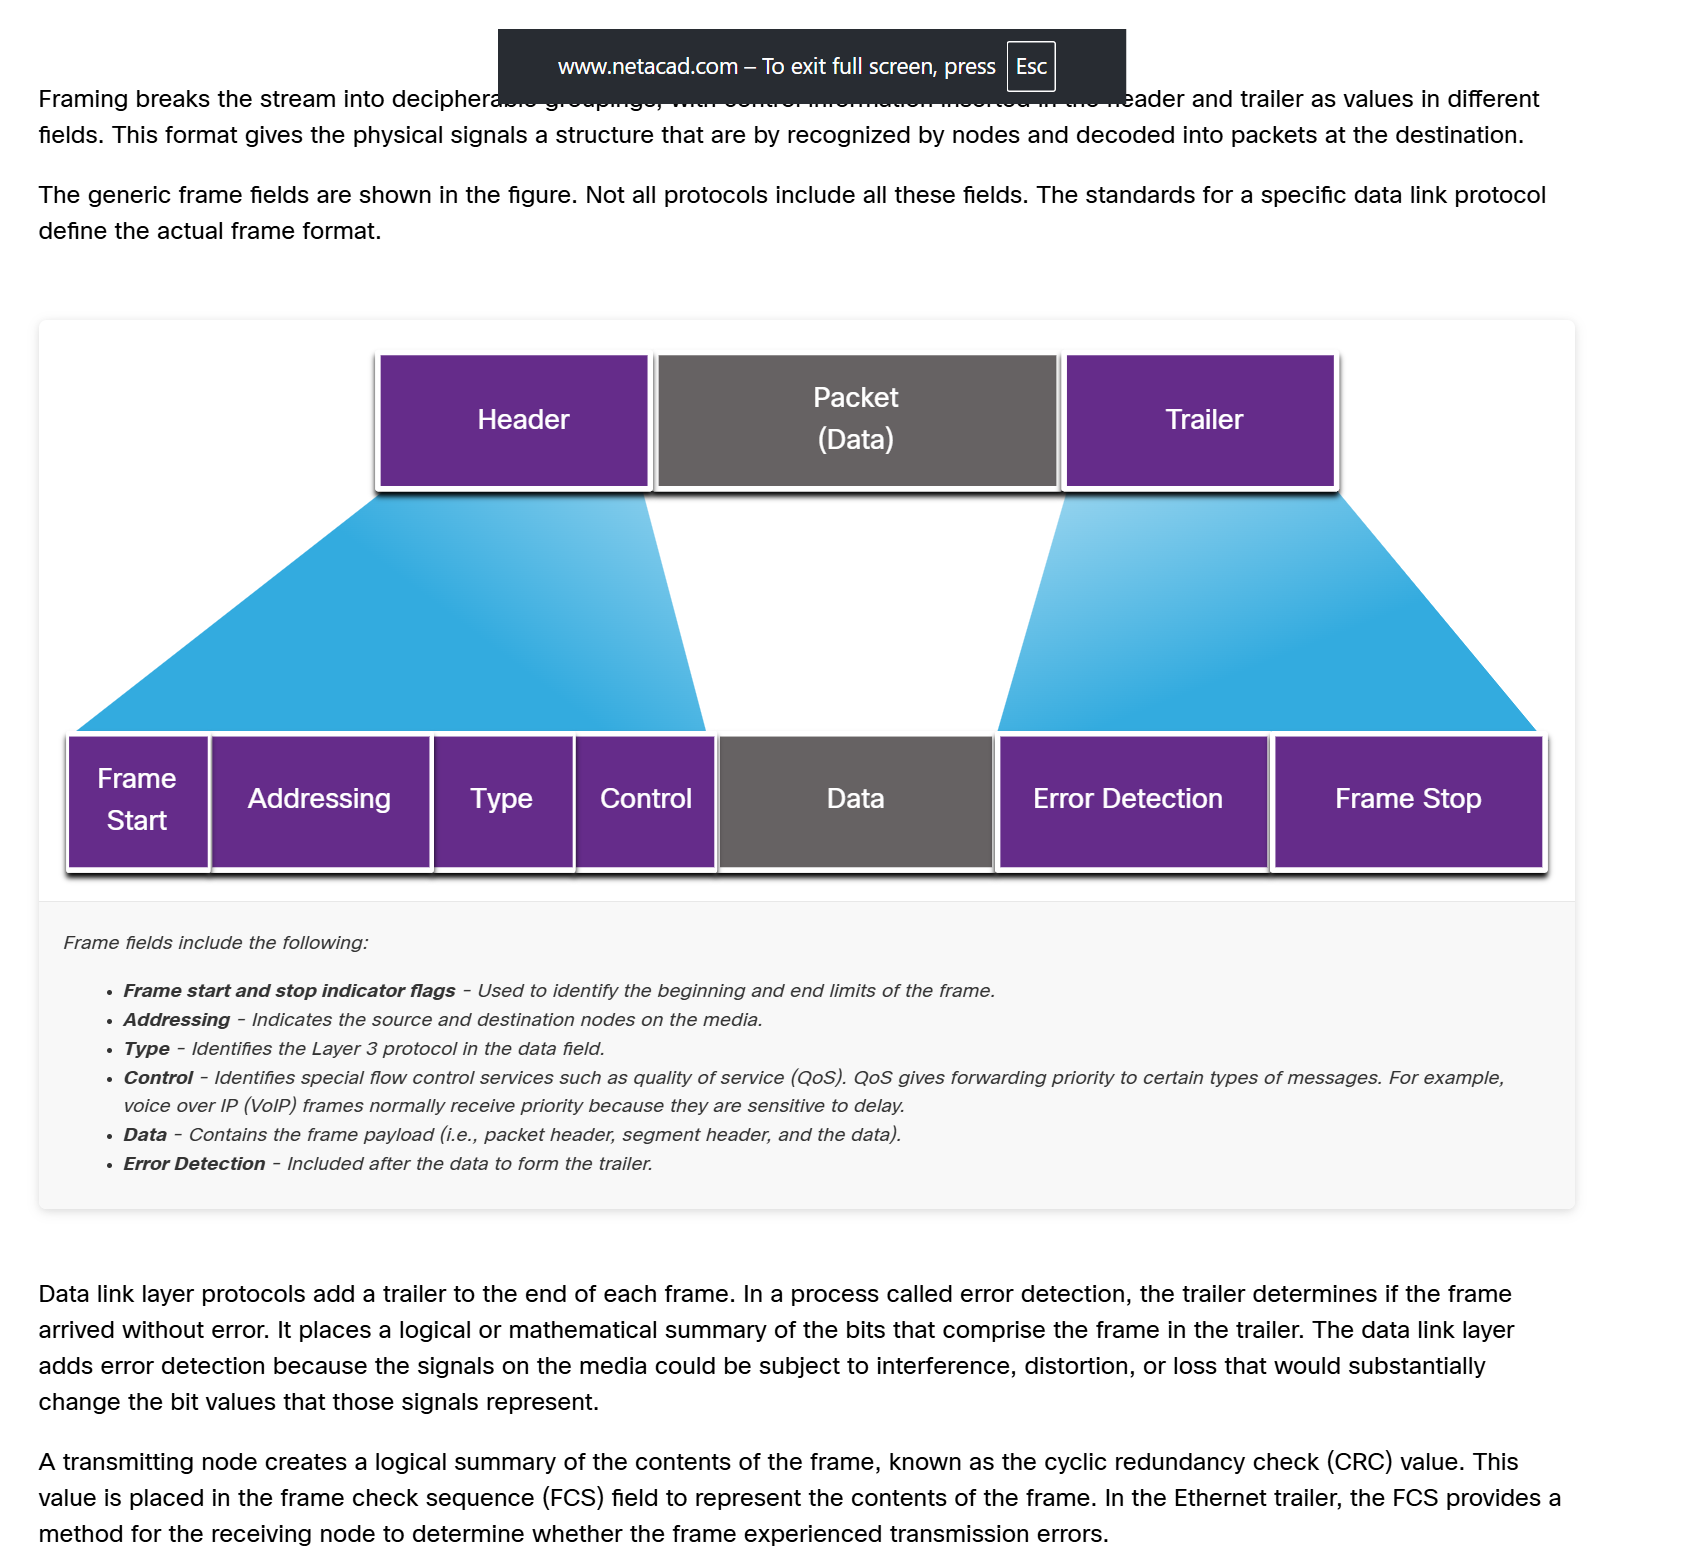 www.netacad.com – To exit full screen, press Esc
Framing breaks the stream into header and trailer as values in different
fields. This format gives the physical signals a structure that are by recognized by nodes and decoded into packets at the destination.
The generic frame fields are shown in the figure. Not all protocols include all these fields. The standards for a specific data link protocol
define the actual frame format.
Header
Packet
(Data)
Trailer
Frame
Start
Addressing
Type
Control
Data
Error Detection
Frame Stop
Frame fields include the following:
• Frame start and stop indicator flags - Used to identify the beginning and end limits of the frame.
• Addressing - Indicates the source and destination nodes on the media.
• Type - Identifies the Layer 3 protocol in the data field.
• Control - Identifies special flow control services such as quality of service (QoS). QoS gives forwarding priority to certain types of messages. For example,
voice over IP (VoIP) frames normally receive priority because they are sensitive to delay.
• Data - Contains the frame payload (i.e., packet header, segment header, and the data).
• Error Detection - Included after the data to form the trailer.
Data link layer protocols add a trailer to the end of each frame. In a process called error detection, the trailer determines if the frame
arrived without error. It places a logical or mathematical summary of the bits that comprise the frame in the trailer. The data link layer
adds error detection because the signals on the media could be subject to interference, distortion, or loss that would substantially
change the bit values that those signals represent.
A transmitting node creates a logical summary of the contents of the frame, known as the cyclic redundancy check (CRC) value. This
value is placed in the frame check sequence (FCS) field to represent the contents of the frame. In the Ethernet trailer, the FCS provides a
method for the receiving node to determine whether the frame experienced transmission errors.